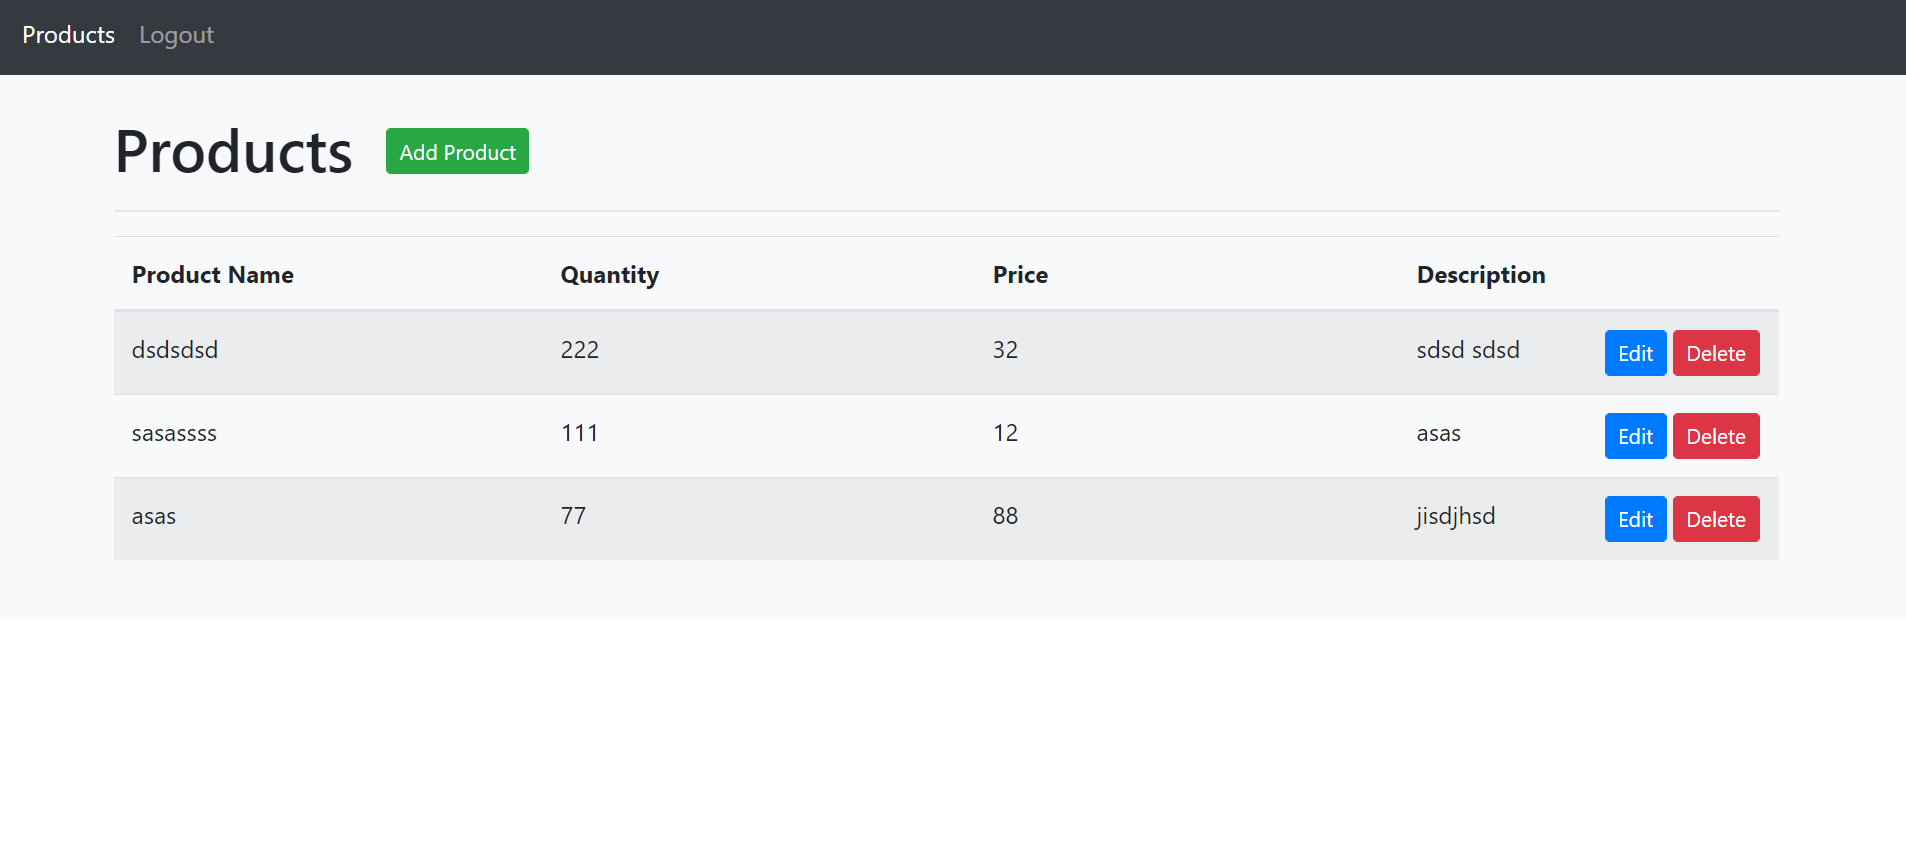 Products Logout
Products Add Product
Product Name Quantity Price Description
dsdsdsd 222 32 sdsd sdsd Edit Delete
sasassss 111 12 asas Edit Delete
asas 77 88 jisdjhsd Edit Delete